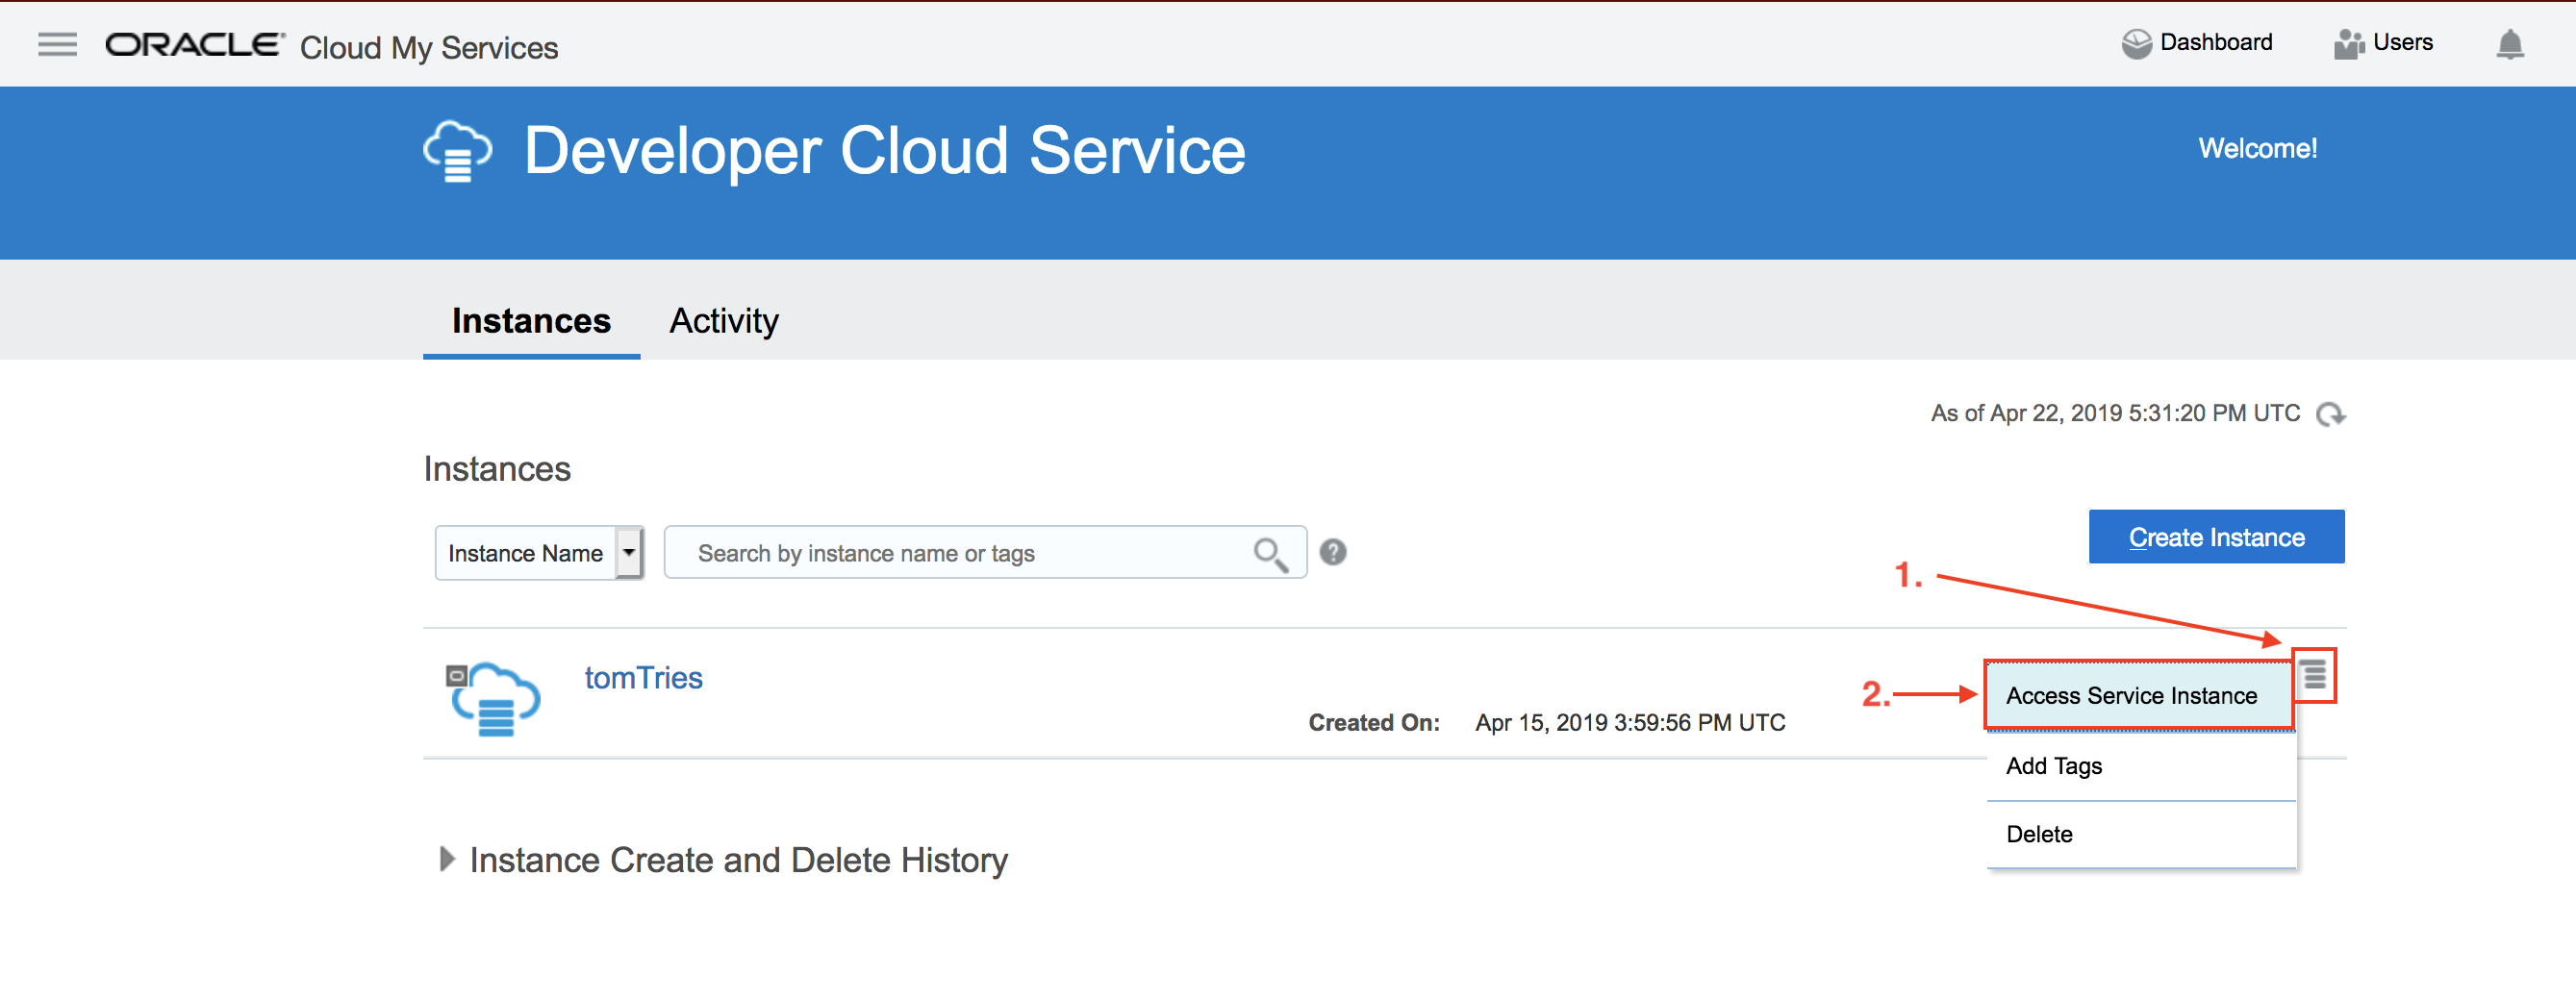 ORACLE Cloud My Services
Dashboard
Users
Developer Cloud Service
Welcome!
Instances
Activity
As of Apr 22, 2019 5:31:20 PM UTC
Instances
Instance Name
Search by instance name or tags
?
Create Instance
1.
tomTries
2.
Access Service Instance
Created On: Apr 15, 2019 3:59:56 PM UTC
Add Tags
Delete
Instance Create and Delete History